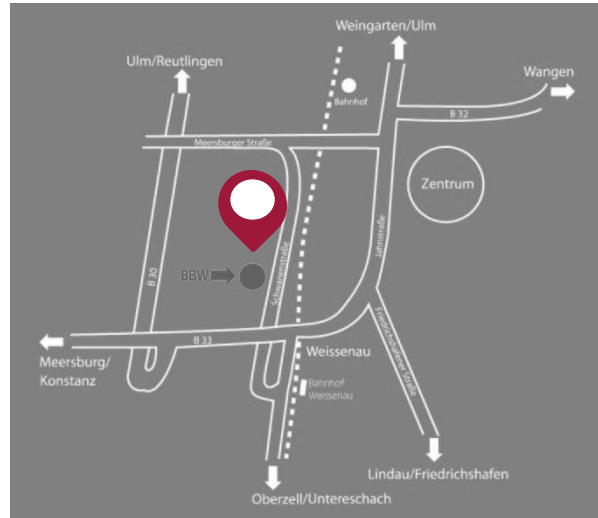 Weingarten/Ulm
Ulm/Reutlingen
Wangen
Bahnhof
B 32
Meersburger Straße
Zentrum
Jahnstraße
Schwanenstraße
B 30
BBW
Friedrichshafener Straße
B 33
Weissenau
Meersburg/
Konstanz
Bahnhof
Weissenau
Lindau/Friedrichshafen
Oberzell/Untereschach